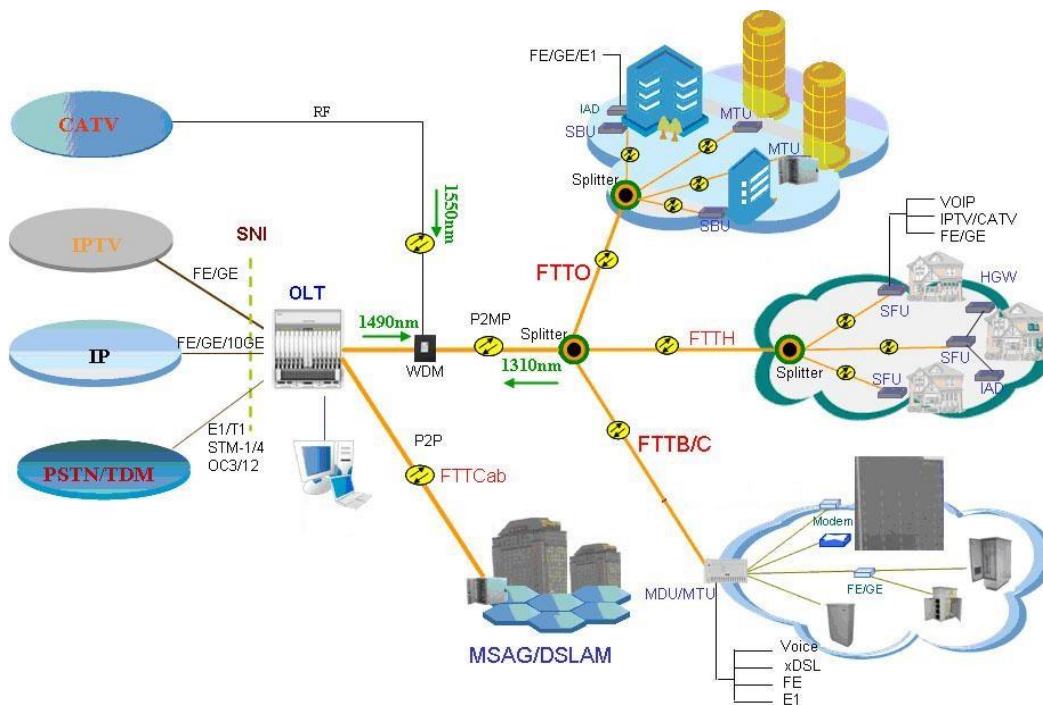 FE/GE/E1
IAD
SBU
MTU
MTU
Splitter
SBU
CATV
RF
1550nm
IPTV
SNI
FE/GE
OLT
FTTO
VOIP
IPTV/CATV
FE/GE
HGW
SFU
IP
FE/GE/10GE
1490nm
WDM
P2MP
Splitter
1310nm
FTTH
Splitter
SFU
SFU
IAD
E1/T1
STM-1/4
OC3/12
PSTN/TDM
P2P
FTTCab
FTTB/C
Modern
MDU/MTU
FE/GE
MSAG/DSLAM
Voice
xDSL
FE
E1